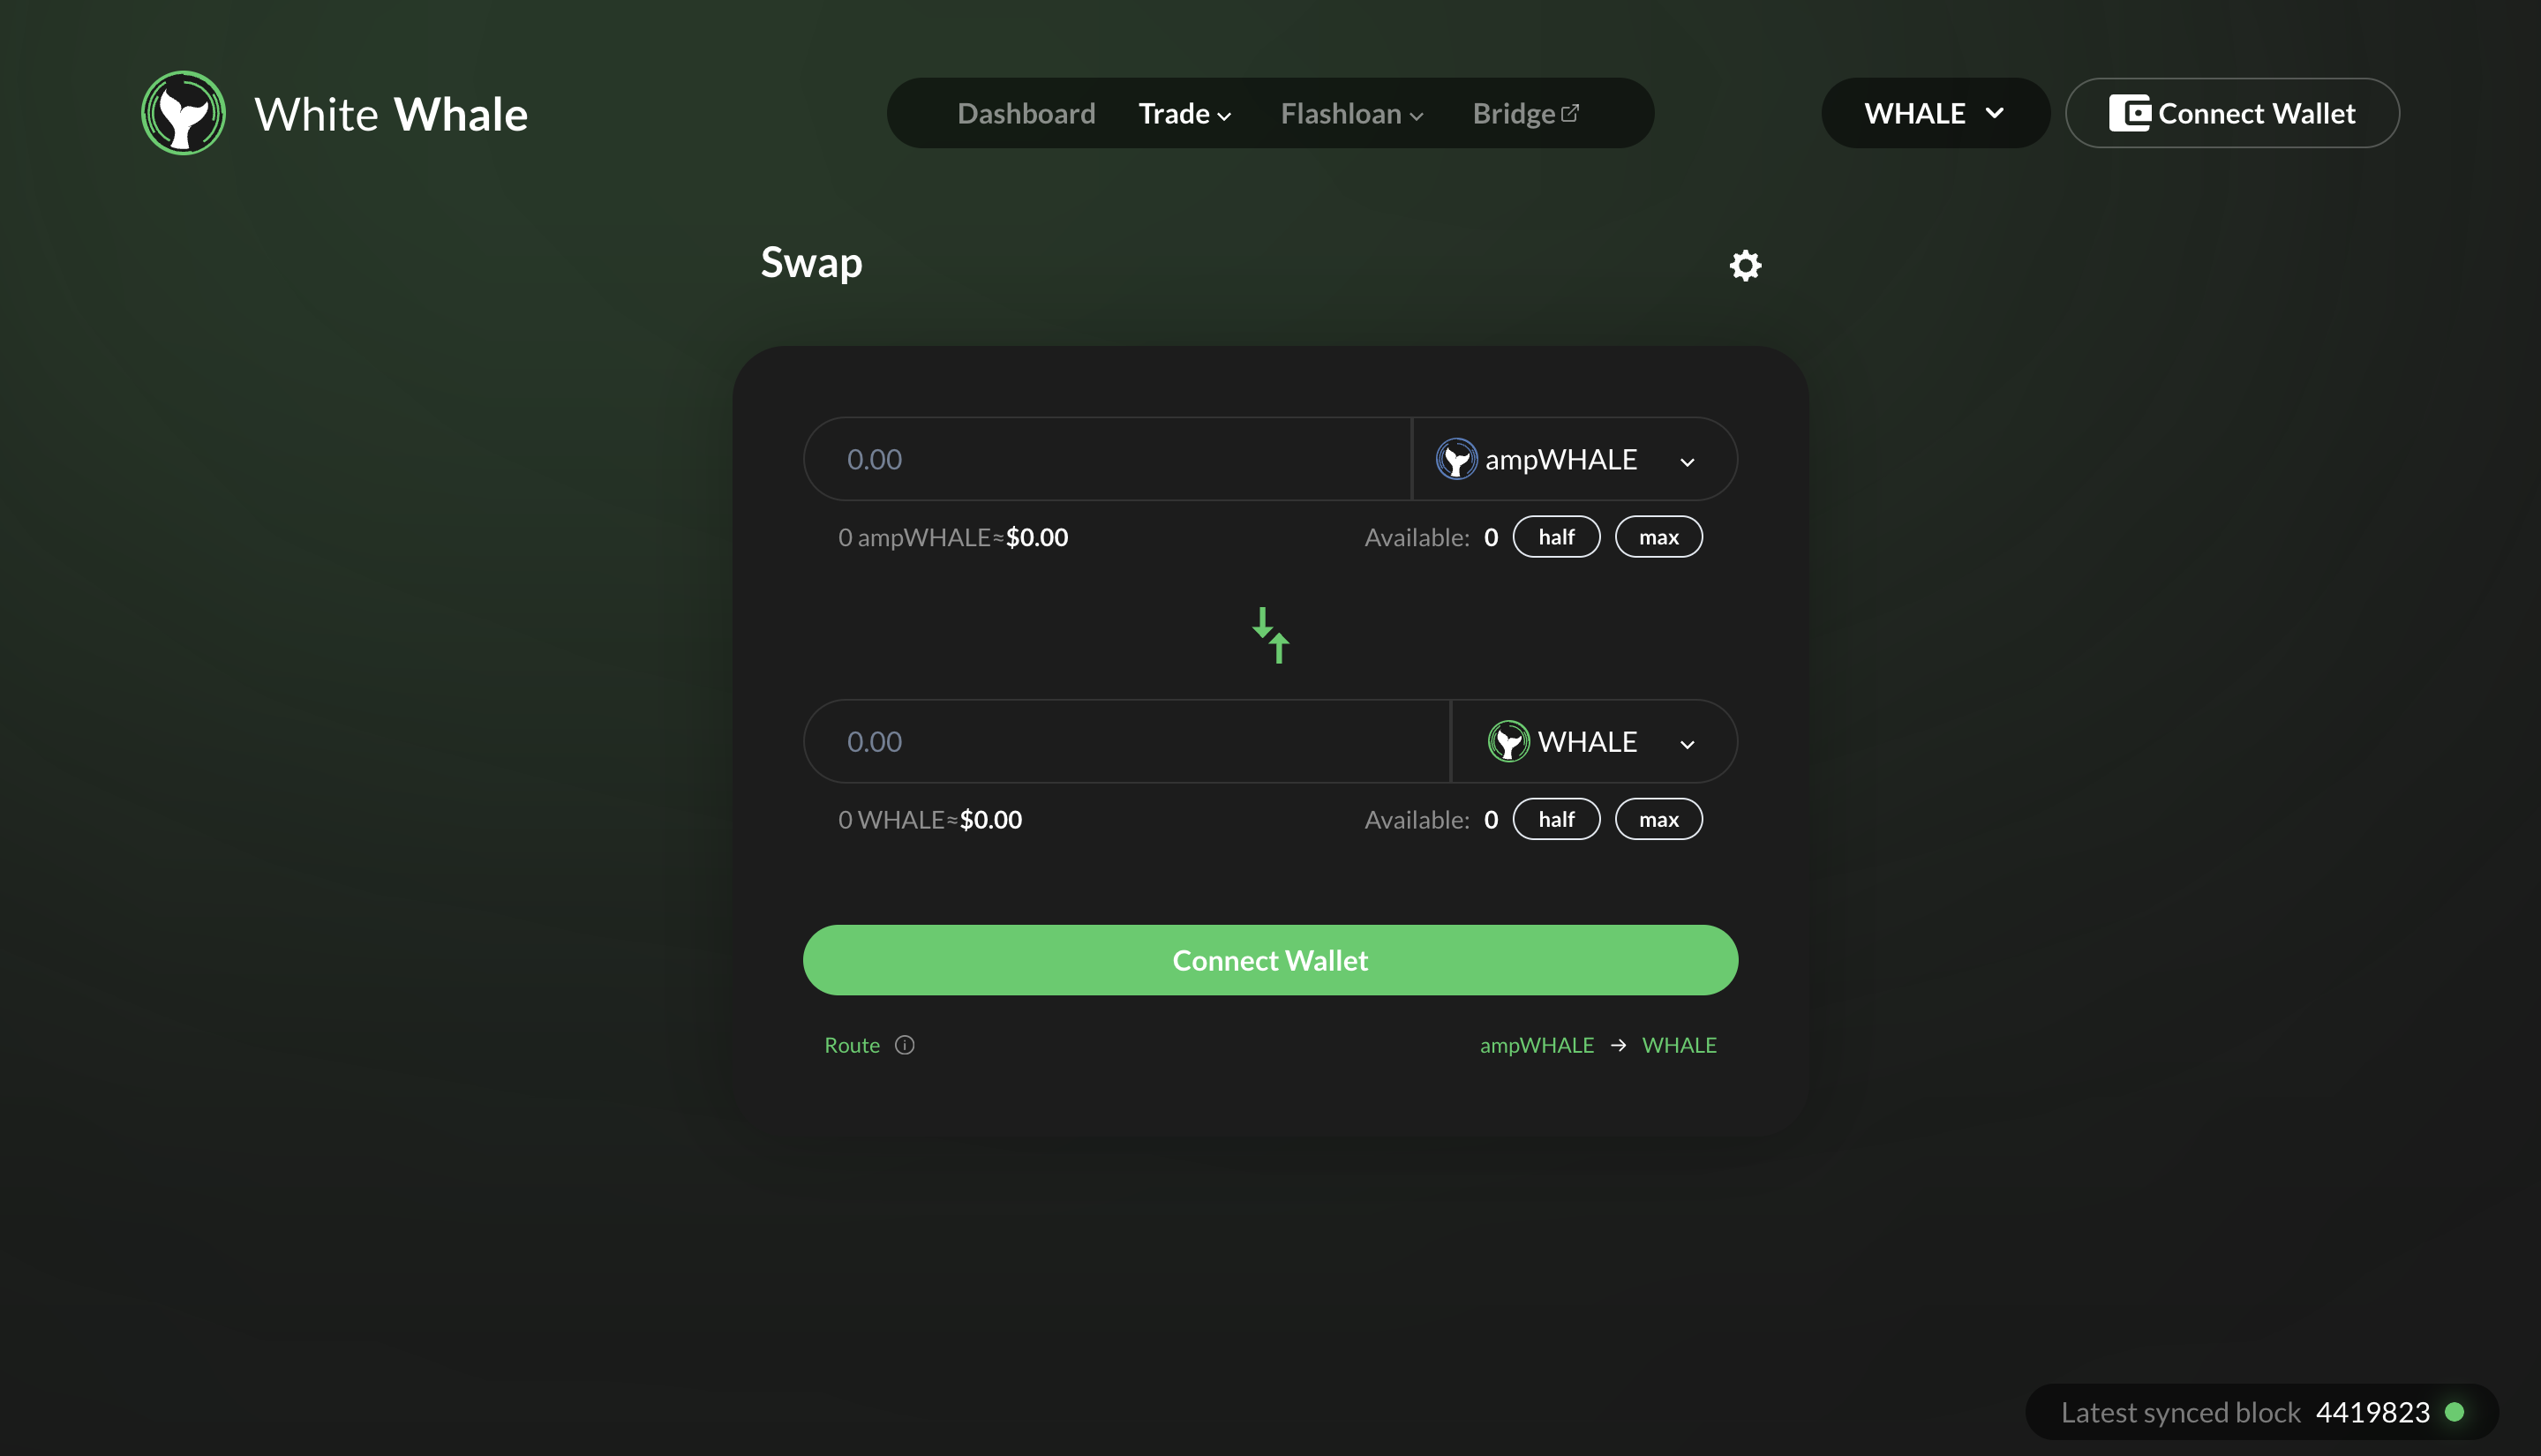 White Whale
Dashboard Trade Flashloan Bridge
WHALE Connect Wallet
Swap
0.00 ampWHALE
0 ampWHALE≈$0.00 Available: 0 half max
0.00 WHALE
0 WHALE≈$0.00 Available: 0 half max
Connect Wallet
Route ampWHALE → WHALE
Latest synced block 4419823